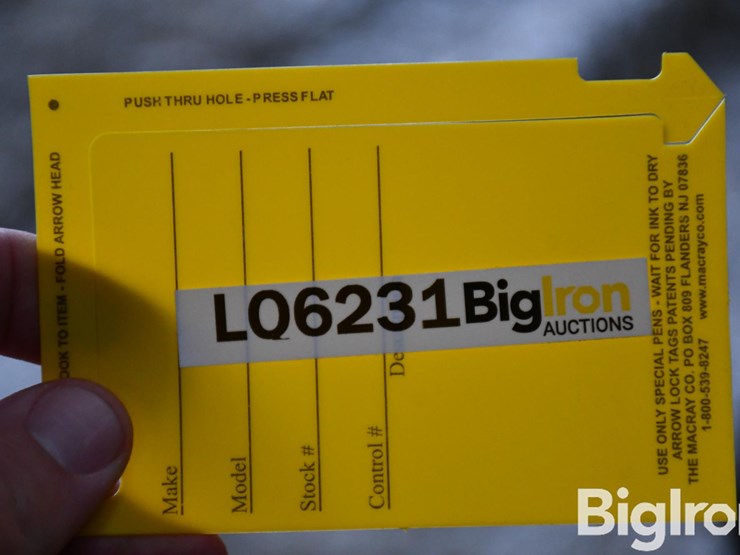 PUSH THRU HOLE - PRESS FLAT
OOK TO ITEM - FOLD ARROW HEAD
LQ6231 BigIron
AUCTIONS
Make
Model
Stock #
Control #
USE ONLY SPECIAL PENS - WAIT FOR INK TO DRY
ARROW LOCK TAGS PATENTS PENDING BY
THE MACRAY CO. PO BOX 809 FLANDERS NJ 07836
1-800-539-8247 www.macrayco.com
BigIron